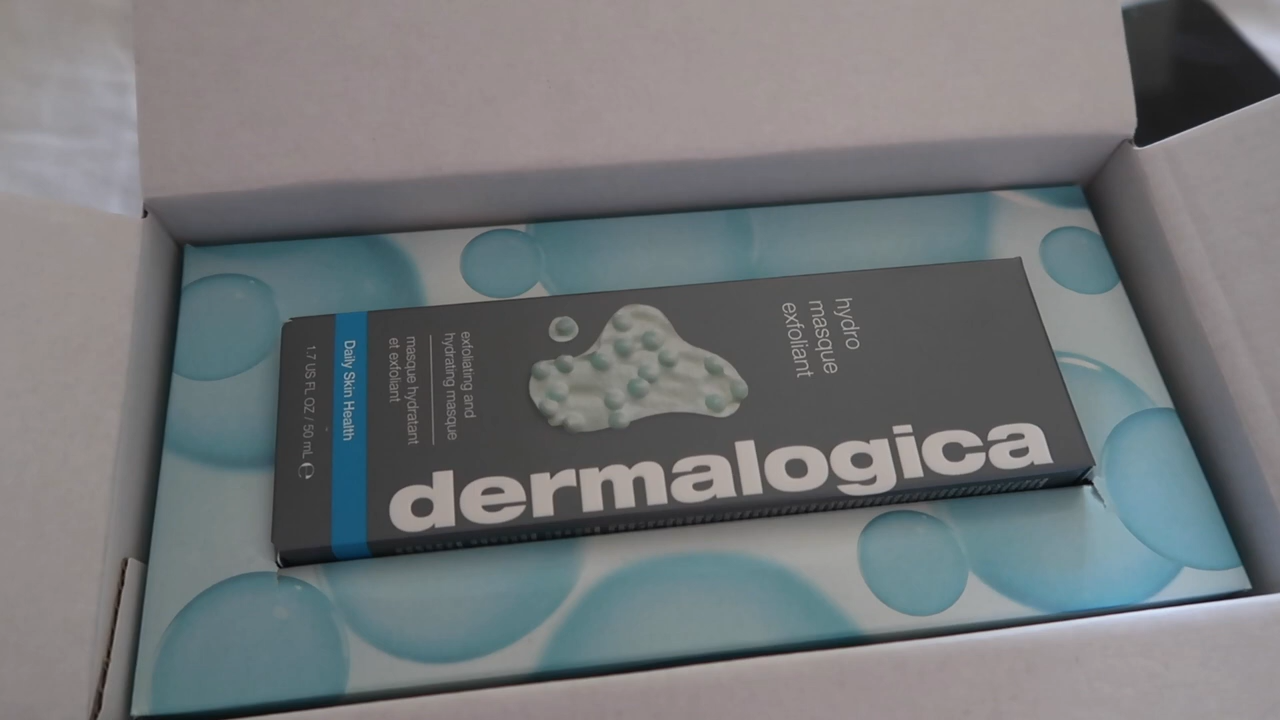 dermalogica
hydro
masque
exfoliant
exfoliating and
hydrating masque
masque hydratant
et exfoliant
Daily Skin Health
1.7 US FL OZ / 50 mL ℮